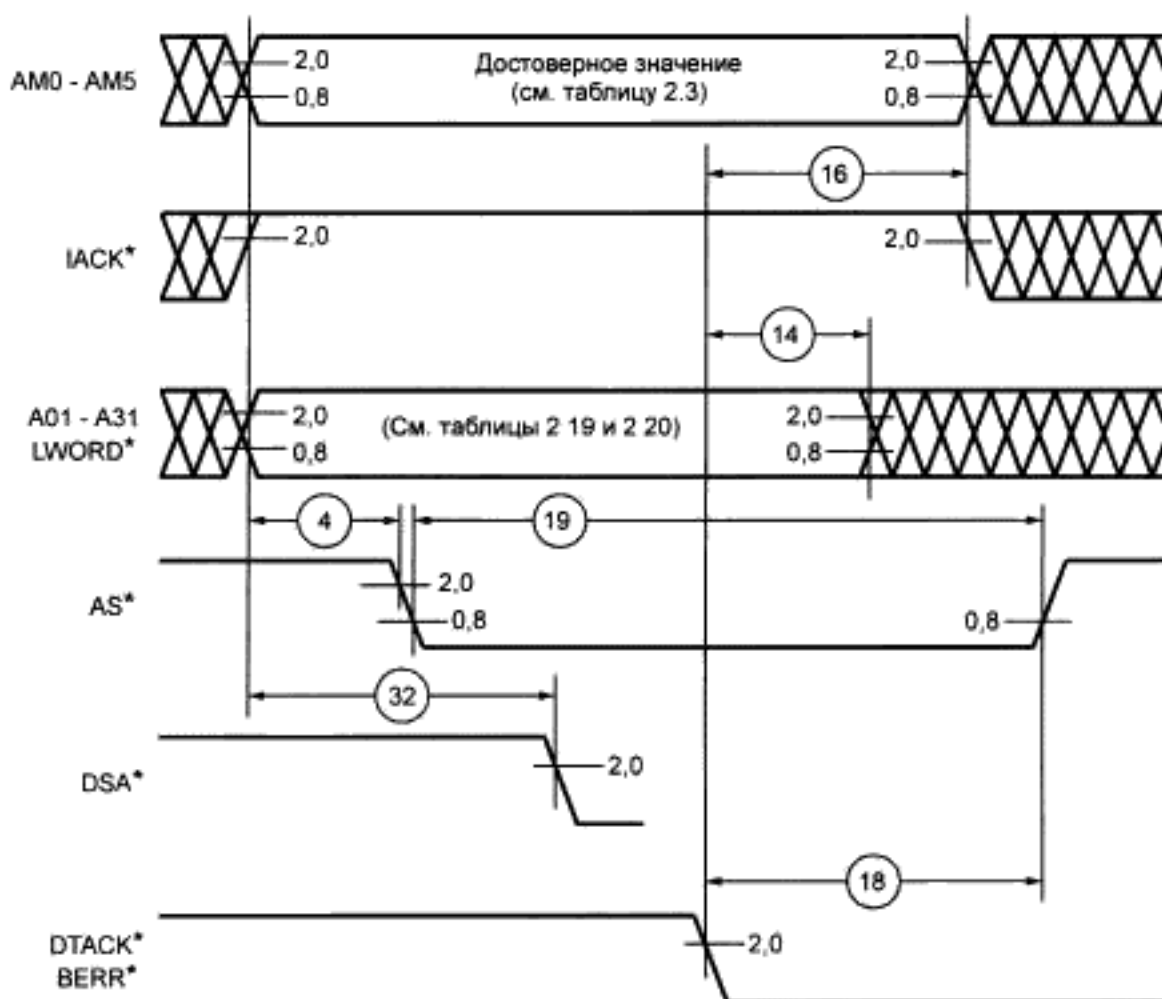 AM0 - AM5
2,0
0,8
Достоверное значение
(см. таблицу 2.3)
2,0
0,8
16
IACK*
2,0
2,0
14
A01 - A31
LWORD*
2,0
0,8
(См. таблицы 2 19 и 2 20)
2,0
0,8
4
19
AS*
2,0
0,8
0,8
32
DSA*
2,0
18
DTACK*
BERR*
2,0